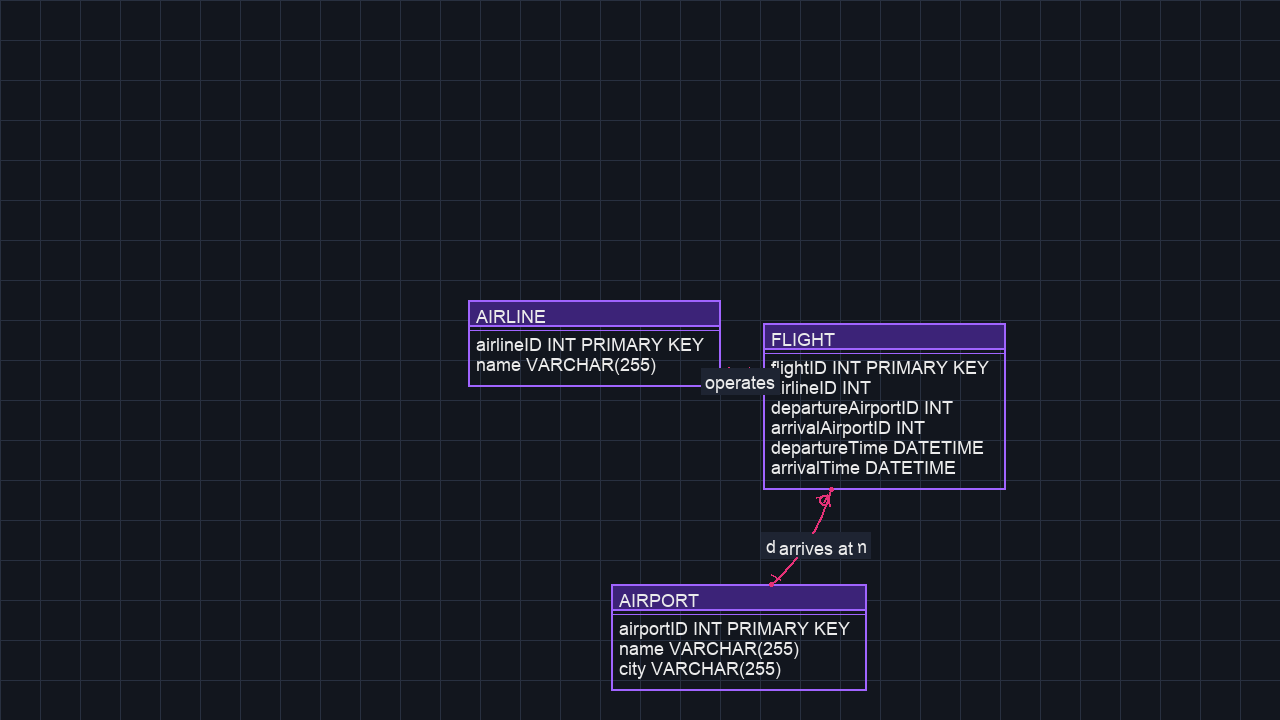 AIRLINE
airlineID INT PRIMARY KEY
name VARCHAR(255)
operates
FLIGHT
flightID INT PRIMARY KEY
airlineID INT
departureAirportID INT
arrivalAirportID INT
departureTime DATETIME
arrivalTime DATETIME
arrives at
AIRPORT
airportID INT PRIMARY KEY
name VARCHAR(255)
city VARCHAR(255)